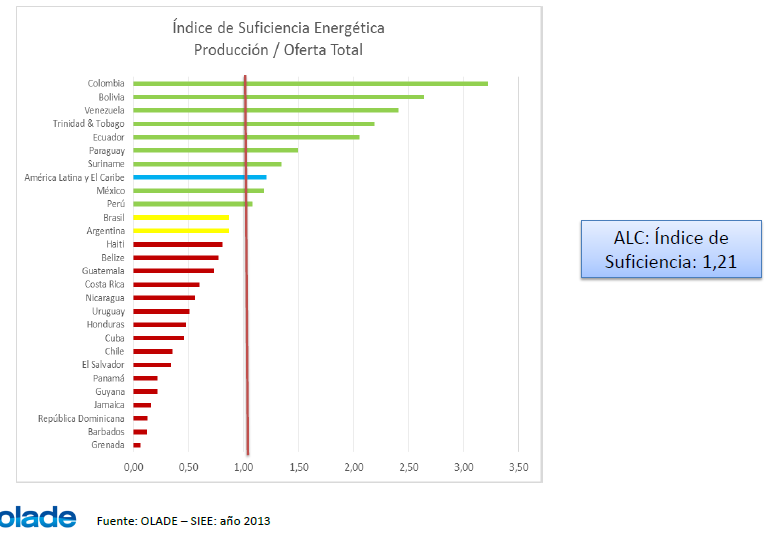 Índice de Suficiencia Energética
Producción / Oferta Total
Colombia
Bolivia
Venezuela
Trinidad & Tobago
Ecuador
Paraguay
Suriname
América Latina y El Caribe
México
Perú
Brasil
Argentina
Haiti
Belize
Guatemala
Costa Rica
Nicaragua
Uruguay
Honduras
Cuba
Chile
El Salvador
Panamá
Guyana
Jamaica
República Dominicana
Barbados
Grenada
0,00 0,50 1,00 1,50 2,00 2,50 3,00 3,50
ALC: Índice de
Suficiencia: 1,21
olade
Fuente: OLADE – SIEE: año 2013